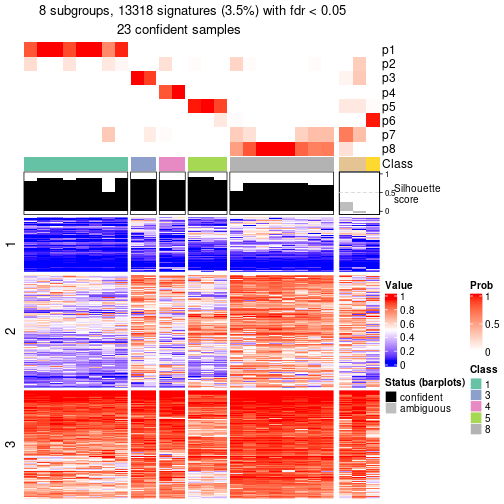 8 subgroups, 13318 signatures (3.5%) with fdr < 0.05
23 confident samples
p1
p2
p3
p4
p5
p6
p7
p8
Class
1
0.5
0
Silhouette
score
1
2
3
Value
1
0.8
0.6
0.4
0.2
0
Prob
1
0.5
0
Status (barplots)
confident
ambiguous
Class
1
3
4
5
8